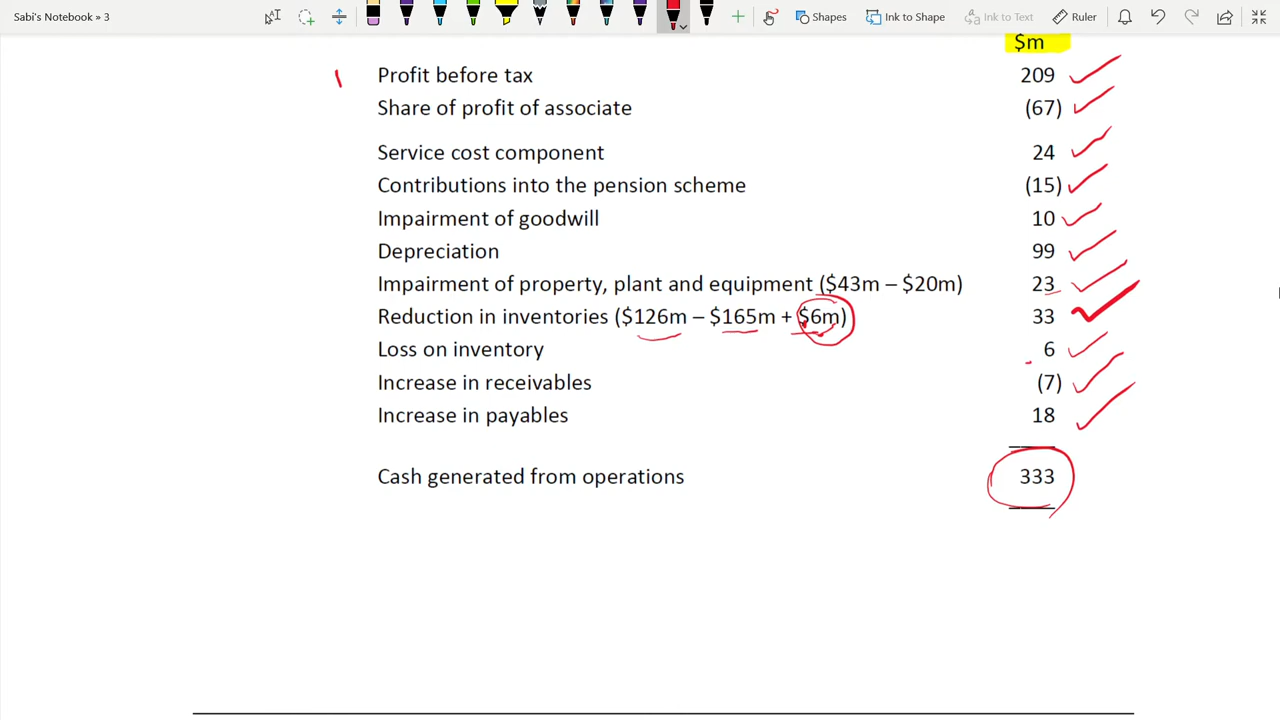 Sabi's Notebook » 3
Shapes
Ink to Shape
Ink to Text
Ruler
$m
Profit before tax 209
Share of profit of associate (67)
Service cost component 24
Contributions into the pension scheme (15)
Impairment of goodwill 10
Depreciation 99
Impairment of property, plant and equipment ($43m – $20m) 23
Reduction in inventories ($126m – $165m + $6m) 33
Loss on inventory 6
Increase in receivables (7)
Increase in payables 18
Cash generated from operations 333